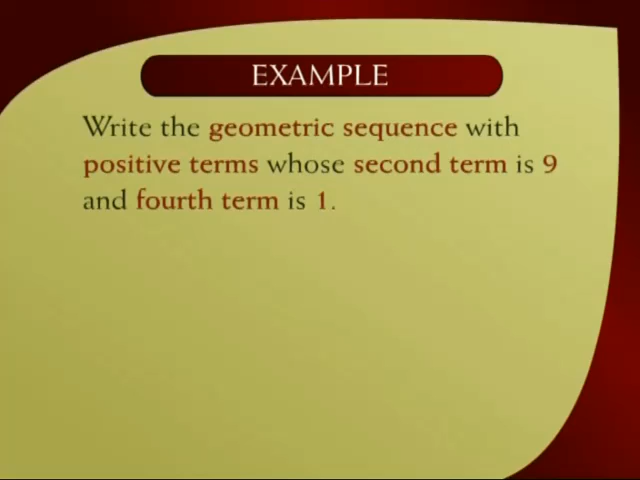 EXAMPLE
Write the geometric sequence with
positive terms whose second term is 9
and fourth term is 1.